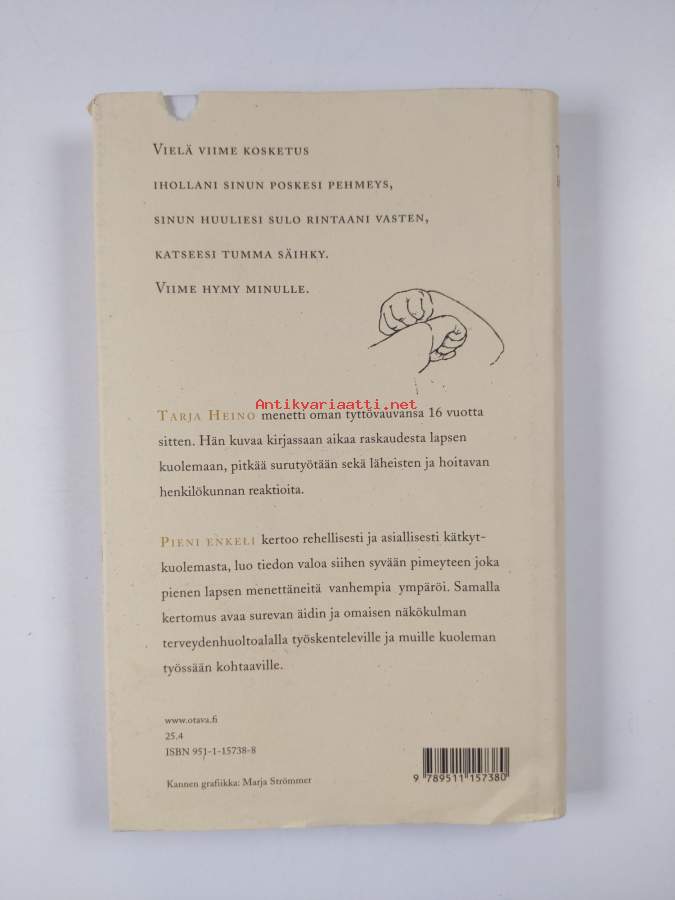 Vielä viime kosketus
ihollani sinun poskesi pehmeys,
sinun huuliesi sulo rintaani vasten,
katseesi tumma säihky.
Viime hymy minulle.
Antikvariaatti.net
Tarja Heino menetti oman tyttövauvansa 16 vuotta
sitten. Hän kuvaa kirjassaan aikaa raskaudesta lapsen
kuolemaan, pitkää surutyötään sekä läheisten ja hoitavan
henkilökunnan reaktioita.
Pieni enkeli kertoo rehellisesti ja asiallisesti kätkyt-
kuolemasta, luo tiedon valoa siihen syvään pimeyteen joka
pienen lapsen menettäneitä vanhempia ympäröi. Samalla
kertomus avaa surevan äidin ja omaisen näkökulman
terveydenhuoltoalalla työskenteleville ja muille kuoleman
työssään kohtaaville.
www.otava.fi
25.4
ISBN 951-1-15738-8
Kannen grafiikka: Marja Strömmer
9 789511 157380